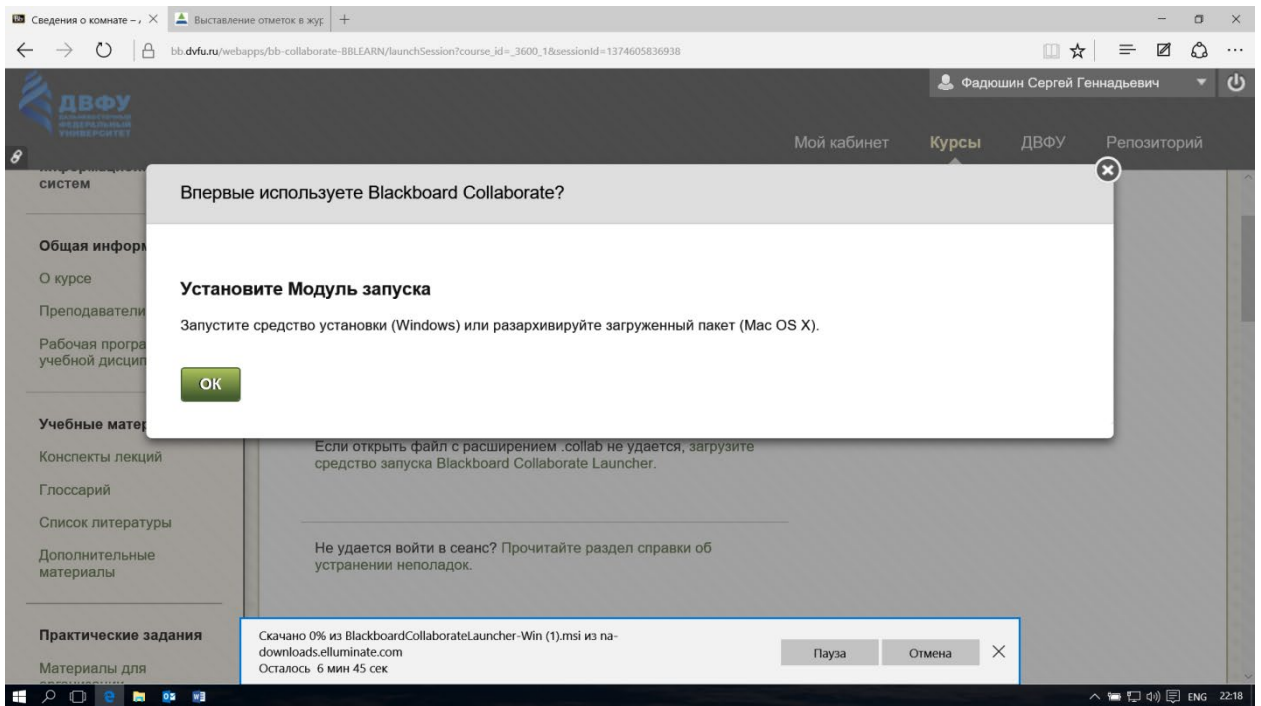 Сведения о комнате – ,
Выставление отметок в жур
bb.dvfu.ru/webapps/bb-collaborate-BBLEARN/launchSession?course_id=_3600_1&sessionId=1374605836938
Фадюшин Сергей Геннадьевич
ДВФУ
ДАЛЬНЕВОСТОЧНЫЙ
ФЕДЕРАЛЬНЫЙ
УНИВЕРСИТЕТ
Мой кабинет Курсы ДВФУ Репозиторий
систем
Впервые используете Blackboard Collaborate?
Общая информ
О курсе
Преподаватели
Рабочая програ
учебной дисцип
Установите Модуль запуска
Запустите средство установки (Windows) или разархивируйте загруженный пакет (Mac OS X).
ОК
Учебные матер
Конспекты лекций
Глоссарий
Список литературы
Дополнительные
материалы
Если открыть файл с расширением .collab не удается, загрузите
средство запуска Blackboard Collaborate Launcher.
Не удается войти в сеанс? Прочитайте раздел справки об
устранении неполадок.
Практические задания
Материалы для
Скачано 0% из BlackboardCollaborateLauncher-Win (1).msi из na-
downloads.elluminate.com
Осталось 6 мин 45 сек
Пауза Отмена
ENG 22:18